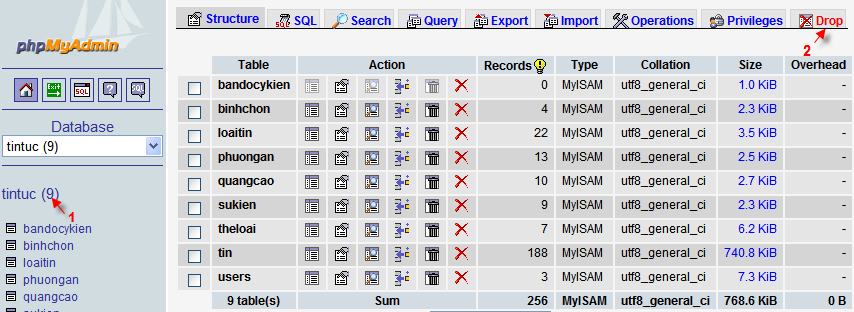 phpMyAdmin
Exit
SQL
?
SQL
Database
tintuc (9)
tintuc (9)
1
bandocykien
binhchon
loaitin
phuongan
quangcao
Structure SQL Search Query Export Import Operations Privileges Drop
2
Table Action Records Type Collation Size Overhead
bandocykien 0 MyISAM utf8_general_ci 1.0 KiB -
binhchon 4 MyISAM utf8_general_ci 2.3 KiB -
loaitin 22 MyISAM utf8_general_ci 3.5 KiB -
phuongan 13 MyISAM utf8_general_ci 2.5 KiB -
quangcao 10 MyISAM utf8_general_ci 2.7 KiB -
sukien 9 MyISAM utf8_general_ci 2.3 KiB -
theloai 7 MyISAM utf8_general_ci 6.2 KiB -
tin 188 MyISAM utf8_general_ci 740.8 KiB -
users 3 MyISAM utf8_general_ci 7.3 KiB -
9 table(s) Sum 256 MyISAM utf8_general_ci 768.6 KiB 0 B